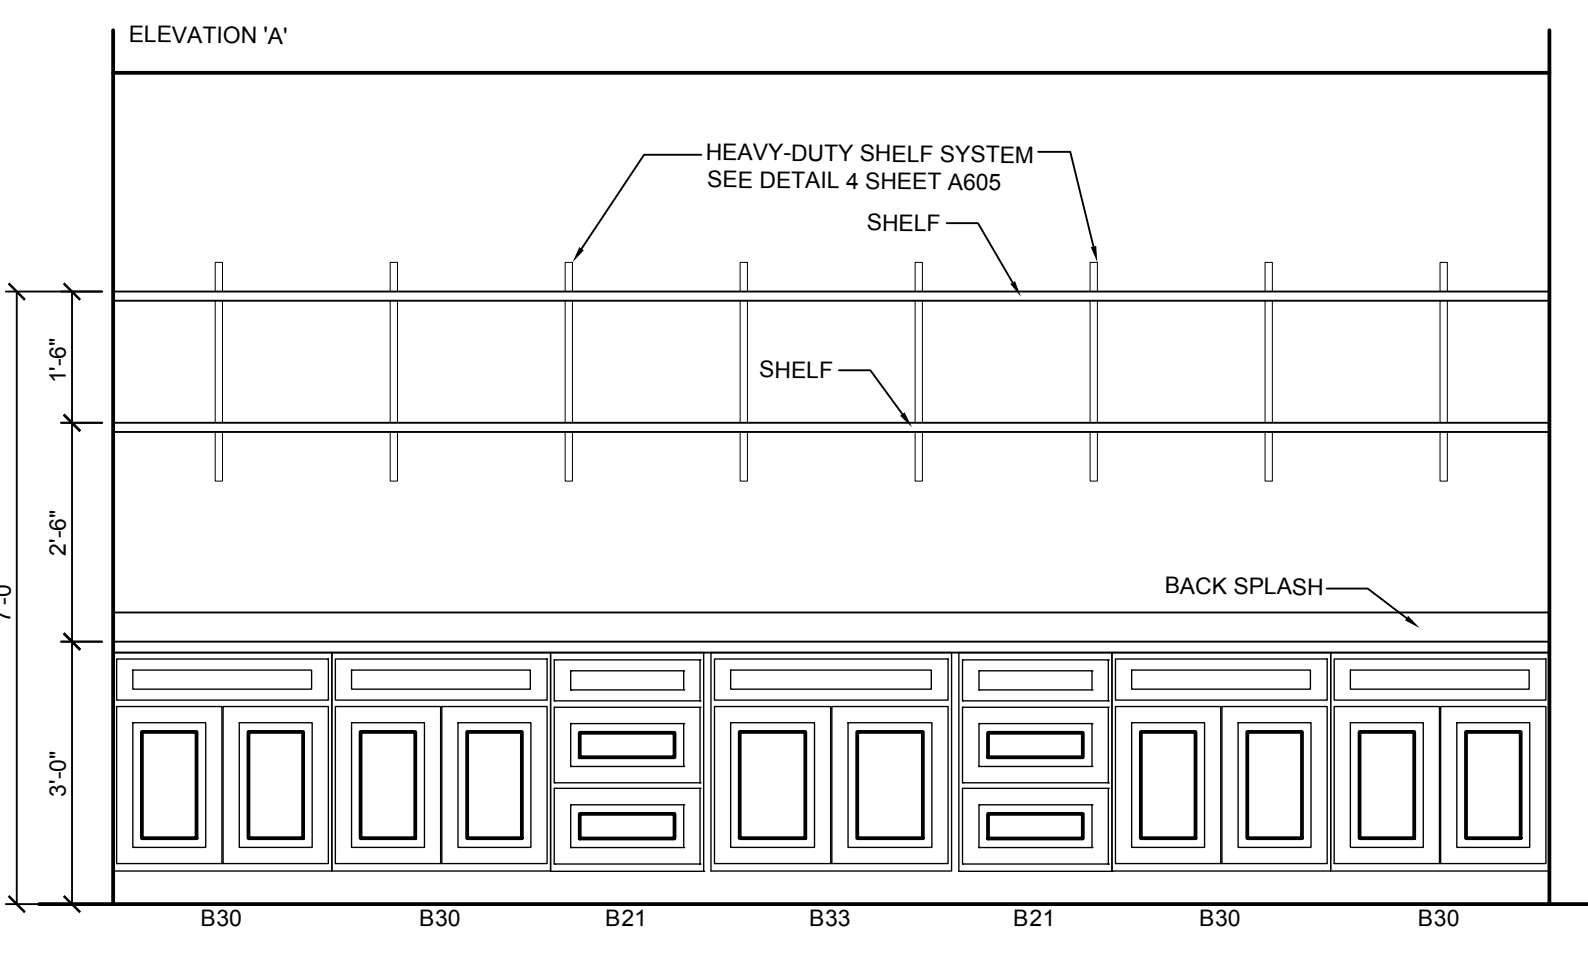 ELEVATION 'A'
HEAVY-DUTY SHELF SYSTEM
SEE DETAIL 4 SHEET A605
SHELF
1'-6"
SHELF
2'-6"
BACK SPLASH
3'-0"
B30
B30
B21
B33
B21
B30
B30